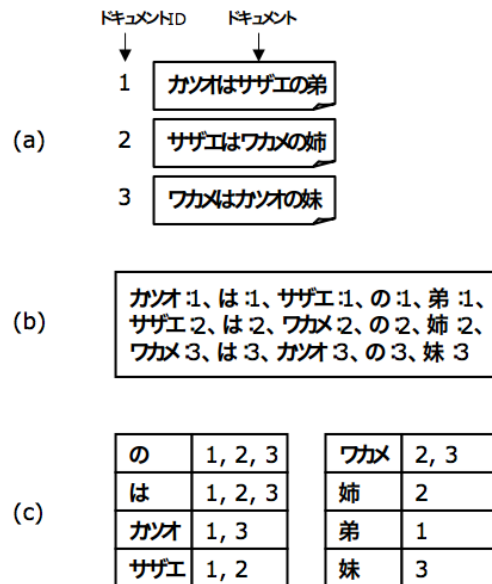 ドキュメントID ドキュメント
1 カツオはサザエの弟
(a) 2 サザエはワカメの姉
3 ワカメはカツオの妹
カツオ:1、は:1、サザエ:1、の:1、弟:1、
(b) サザエ:2、は:2、ワカメ:2、の:2、姉:2、
ワカメ:3、は:3、カツオ:3、の:3、妹:3
の 1, 2, 3 ワカメ 2, 3
は 1, 2, 3 姉 2
(c) カツオ 1, 3 弟 1
サザエ 1, 2 妹 3